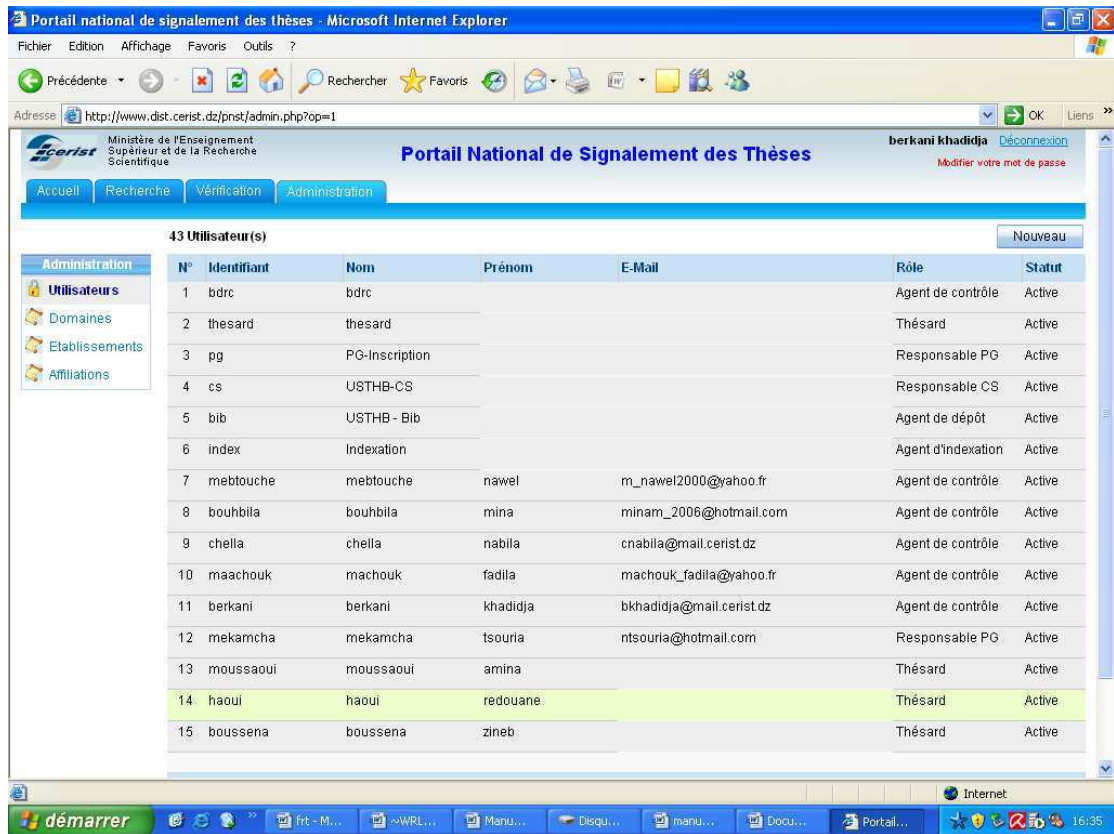 Portail national de signalement des thèses - Microsoft Internet Explorer
Fichier Edition Affichage Favoris Outils ?
Précédente Rechercher Favoris
Adresse http://www.dist.cerist.dz/pnst/admin.php?op=1 OK Liens »
cerist Ministère de l'Enseignement Supérieur et de la Recherche Scientifique
Portail National de Signalement des Thèses
berkani khadidja Déconnexion
Modifier votre mot de passe
Accueil Recherche Vérification Administration
43 Utilisateur(s) Nouveau
Administration
Utilisateurs
Domaines
Etablissements
Affiliations
N° Identifiant Nom Prénom E-Mail Rôle Statut
1 bdrc bdrc Agent de contrôle Active
2 thesard thesard Thésard Active
3 pg PG-Inscription Responsable PG Active
4 cs USTHB-CS Responsable CS Active
5 bib USTHB - Bib Agent de dépôt Active
6 index Indexation Agent d'indexation Active
7 mebtouche mebtouche nawel m_nawel2000@yahoo.fr Agent de contrôle Active
8 bouhbila bouhbila mina minam_2006@hotmail.com Agent de contrôle Active
9 chella chella nabila cnabila@mail.cerist.dz Agent de contrôle Active
10 maachouk machouk fadila machouk_fadila@yahoo.fr Agent de contrôle Active
11 berkani berkani khadidja bkhadidja@mail.cerist.dz Agent de contrôle Active
12 mekamcha mekamcha tsouria ntsouria@hotmail.com Responsable PG Active
13 moussaoui moussaoui amina Thésard Active
14 haoui haoui redouane Thésard Active
15 boussena boussena zineb Thésard Active
Internet
démarrer » frt - M... ~WRL... Manu... Disqu... manu... Docu... Portail... 16:35